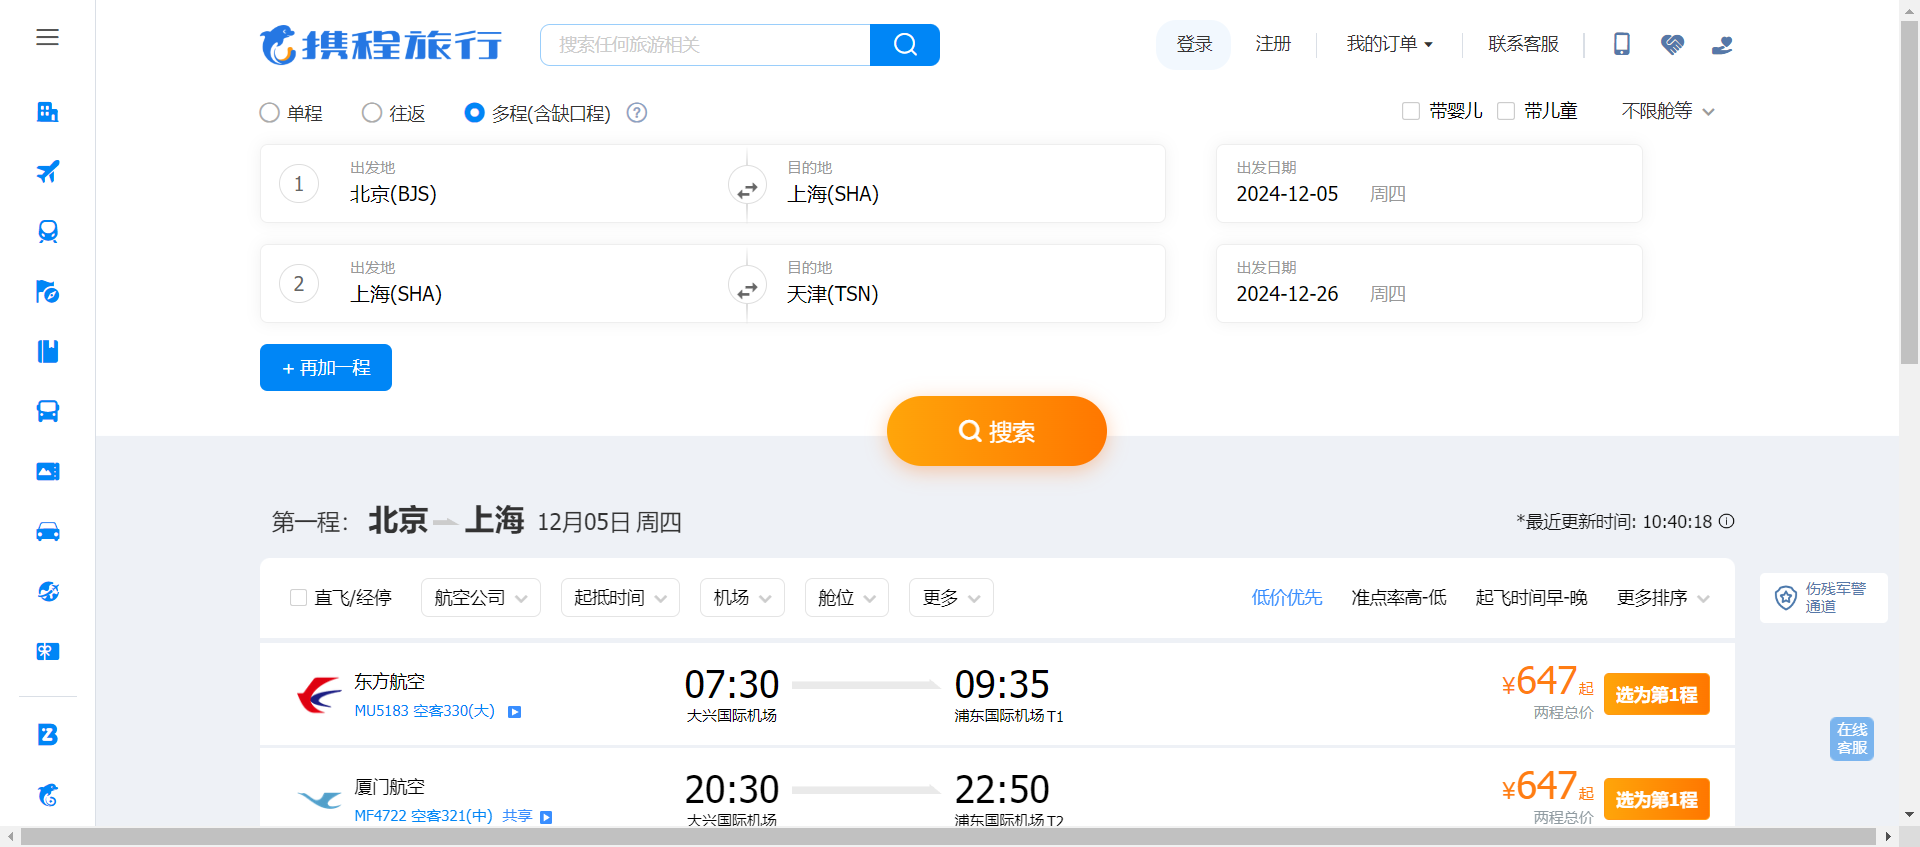 携程旅行
搜索任何旅游相关
登录
注册
我的订单
联系客服
单程
往返
多程(含缺口程)
?
带婴儿
带儿童
不限舱等
1
出发地
北京(BJS)
目的地
上海(SHA)
出发日期
2024-12-05 周四
2
出发地
上海(SHA)
目的地
天津(TSN)
出发日期
2024-12-26 周四
+ 再加一程
搜索
第一程: 北京 上海 12月05日 周四
*最近更新时间: 10:40:18
直飞/经停
航空公司
起抵时间
机场
舱位
更多
低价优先
准点率高-低
起飞时间早-晚
更多排序
伤残军警
通道
东方航空
MU5183 空客330(大)
07:30
大兴国际机场
09:35
浦东国际机场 T1
¥647起
两程总价
选为第1程
在线
客服
厦门航空
MF4722 空客321(中) 共享
20:30
大兴国际机场
22:50
浦东国际机场 T2
¥647起
两程总价
选为第1程